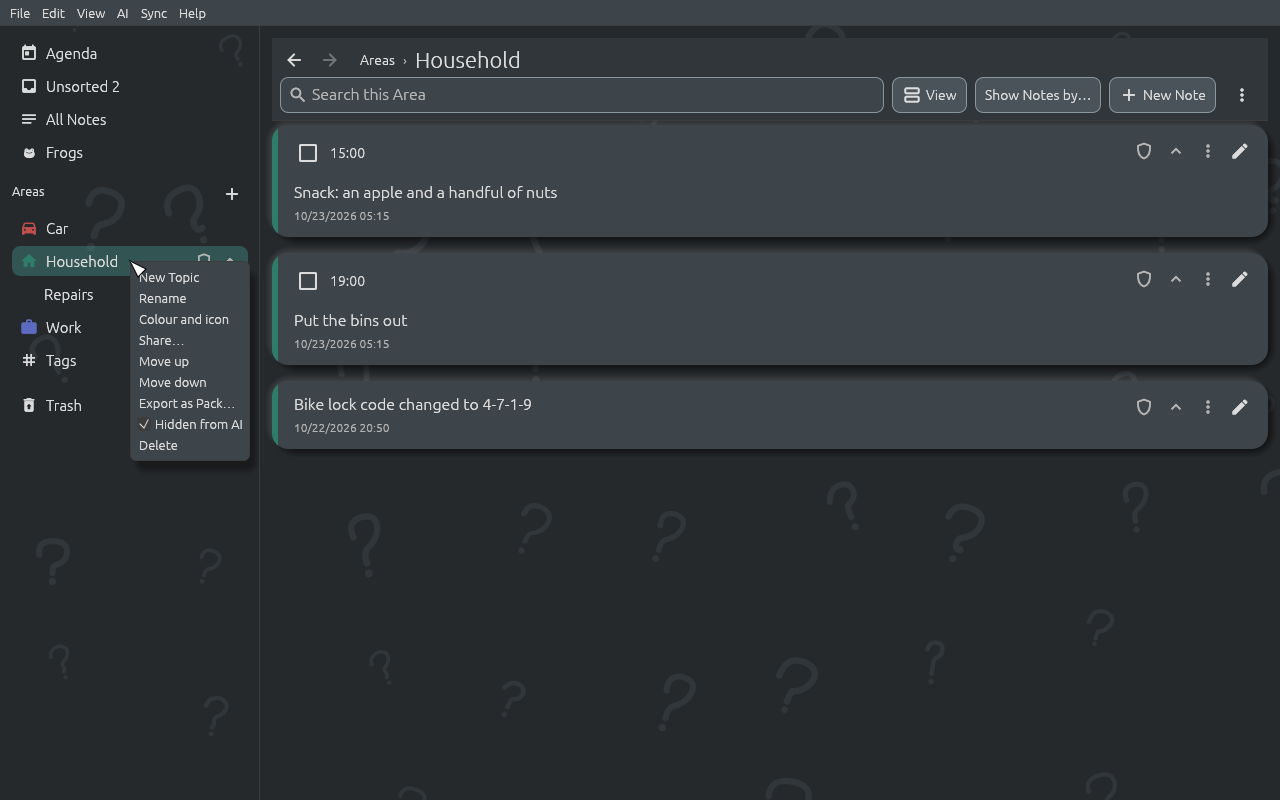 File Edit View AI Sync Help
Agenda
Unsorted 2
All Notes
Frogs
Areas
Car
Household
Repairs
Work
Tags
Trash
New Topic
Rename
Colour and icon
Share…
Move up
Move down
Export as Pack…
Hidden from AI
Delete
Areas › Household
Search this Area
View
Show Notes by…
New Note
15:00
Snack: an apple and a handful of nuts
10/23/2026 05:15
19:00
Put the bins out
10/23/2026 05:15
Bike lock code changed to 4-7-1-9
10/22/2026 20:50